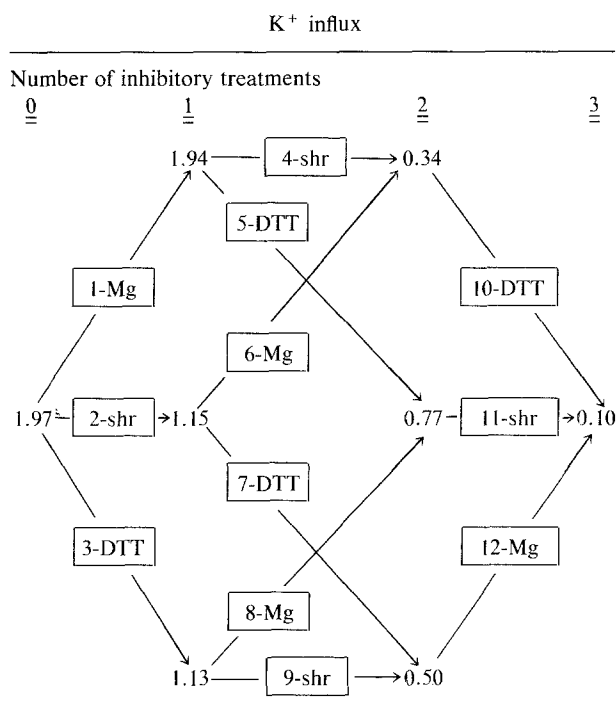 K+ influx
Number of inhibitory treatments
0 1 2 3
1.94 4-shr 0.34
5-DTT
1-Mg 10-DTT
6-Mg
1.97 2-shr 1.15 0.77 11-shr 0.10
7-DTT
3-DTT 12-Mg
8-Mg
1.13 9-shr 0.50